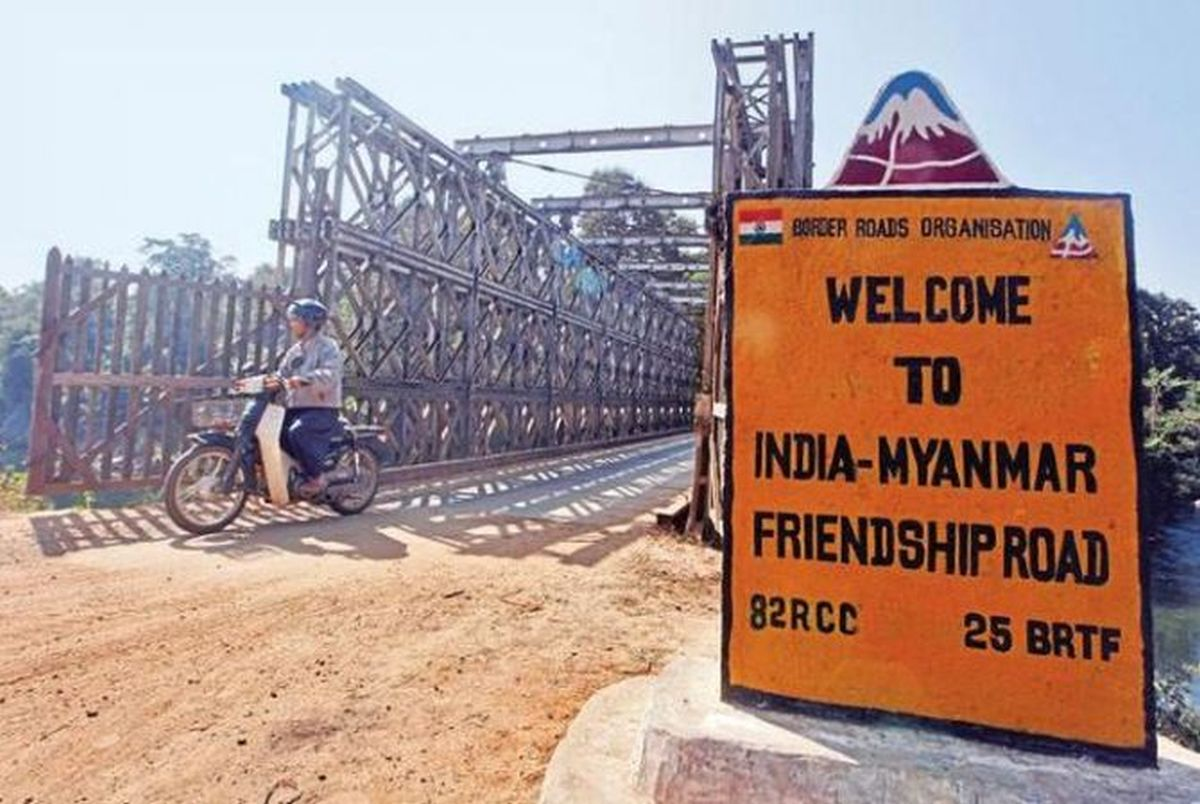 BORDER ROADS ORGANISATION
WELCOME
TO
INDIA-MYANMAR
FRIENDSHIP ROAD
82RCC 25 BRTF